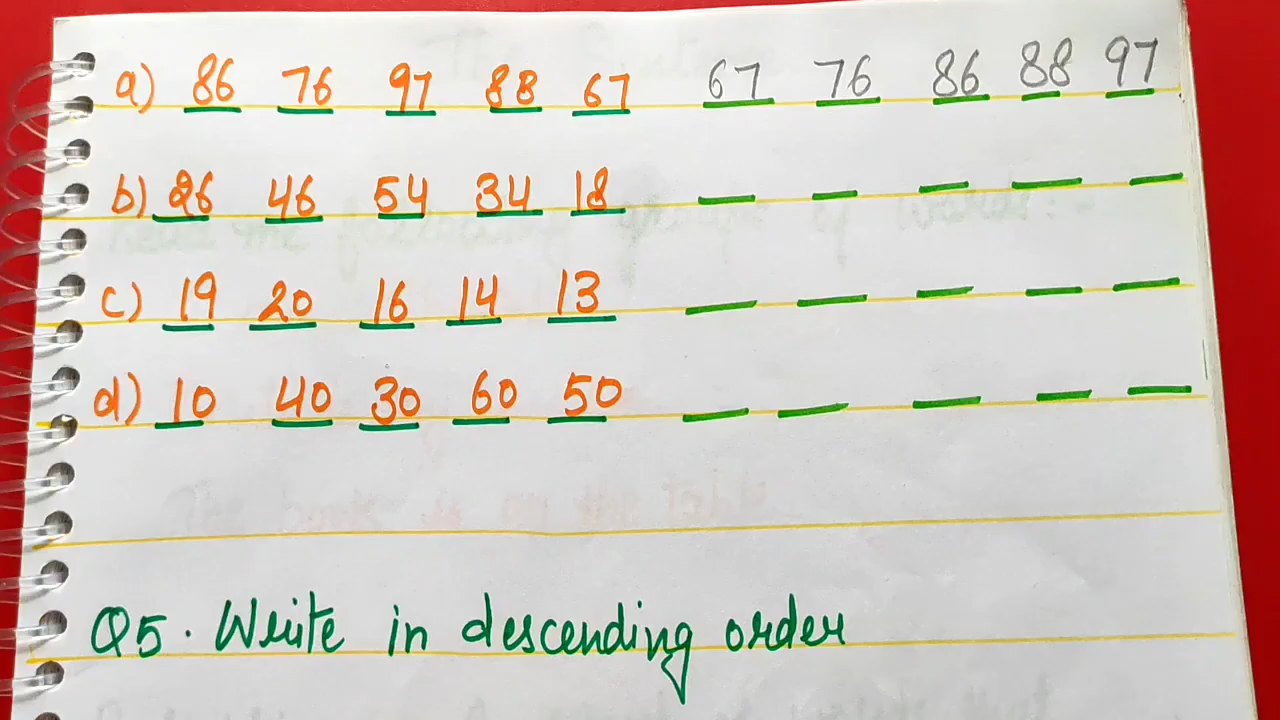 a) 86 76 97 88 67 67 76 86 88 97
b) 26 46 54 34 18
c) 19 20 16 14 13
d) 10 40 30 60 50
Q5. Write in descending order